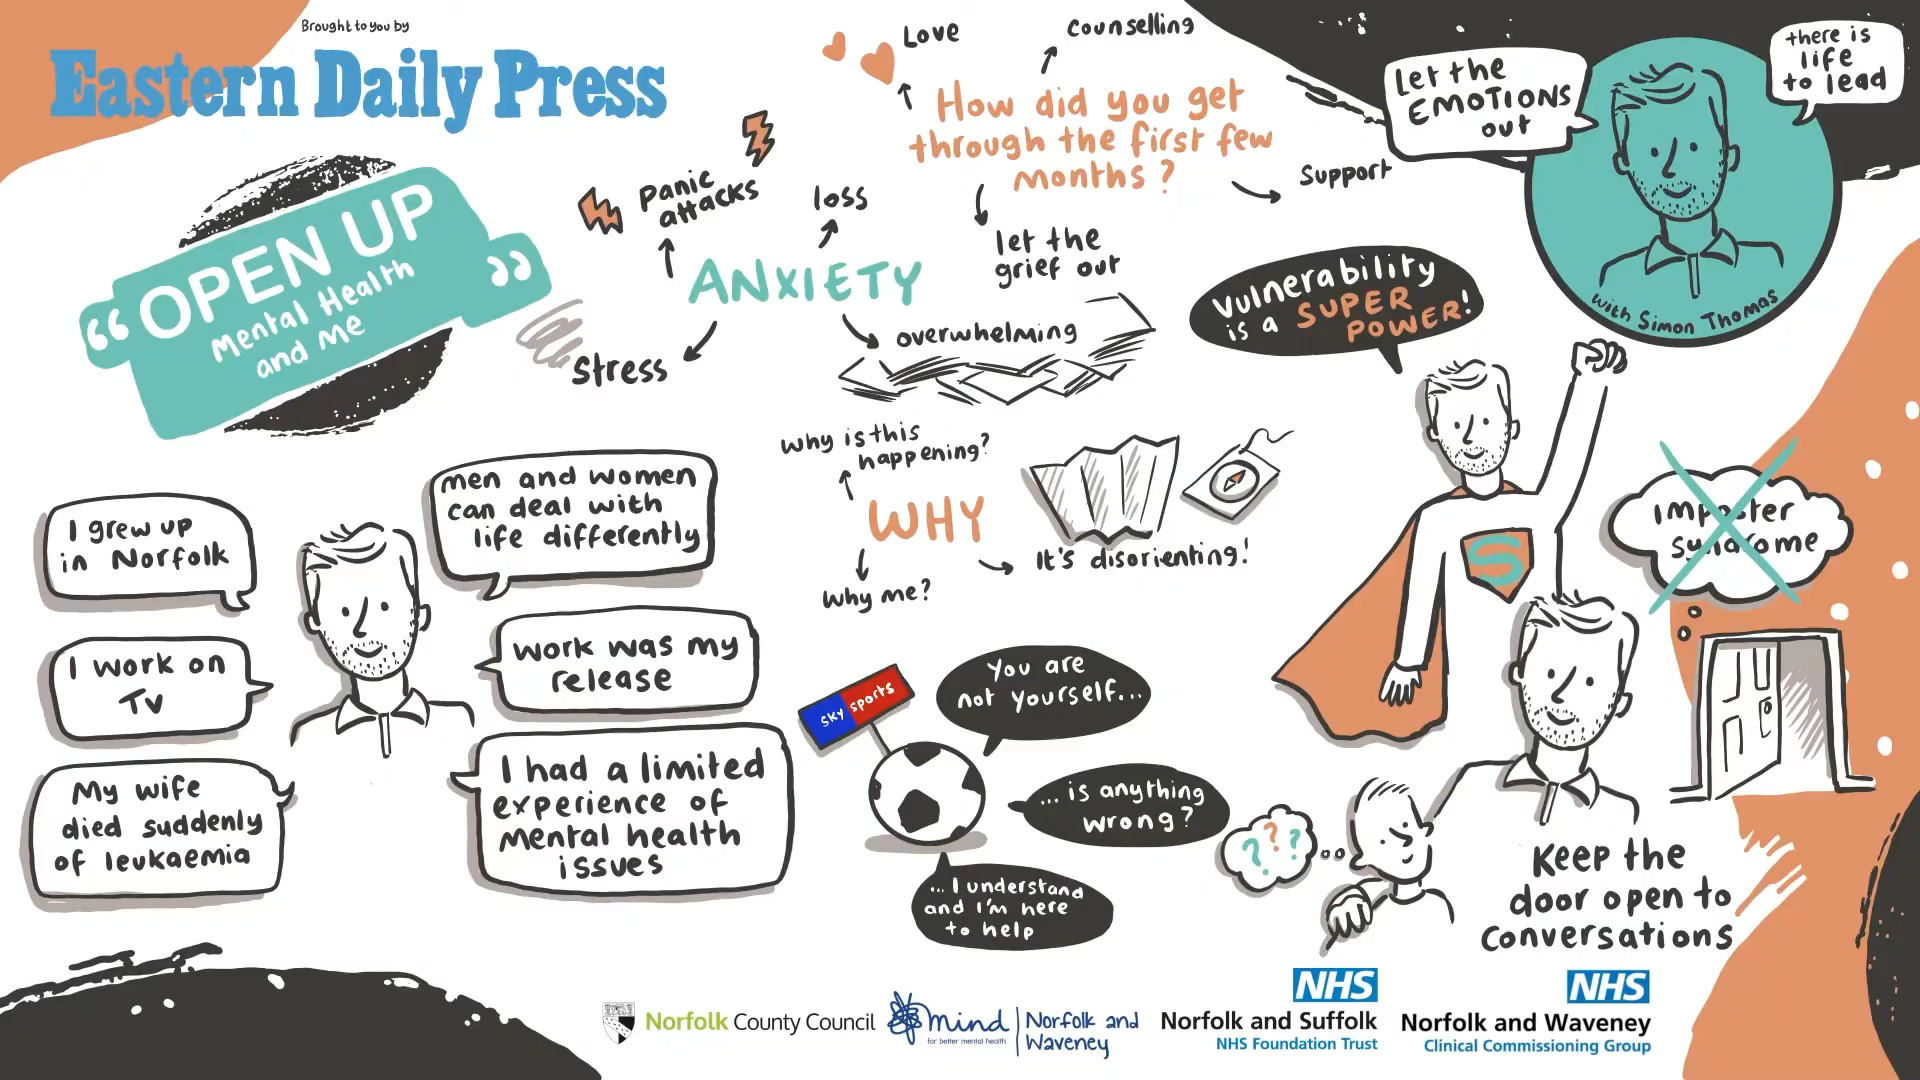 Brought to you by
Eastern Daily Press
“OPEN UP
Mental Health
and Me”
Panic
attacks
loss
ANXIETY
Stress
overwhelming
Love
Counselling
How did you get
through the first few
months?
Support
let the
grief out
Let the
EMOTIONS
out
there is
life
to lead
with Simon Thomas
Vulnerability
is a SUPER
POWER!
why is this
happening?
WHY
why me?
It's disorienting!
I grew up
in Norfolk
I work on
TV
My wife
died suddenly
of leukaemia
men and women
can deal with
life differently
work was my
release
I had a limited
experience of
mental health
issues
sky sports
You are
not yourself...
... is anything
wrong?
... I understand
and I'm here
to help
S
imposter
syndrome
? ? ?
Keep the
door open to
conversations
Norfolk County Council
mind
for better mental health
Norfolk and
Waveney
NHS
Norfolk and Suffolk
NHS Foundation Trust
NHS
Norfolk and Waveney
Clinical Commissioning Group